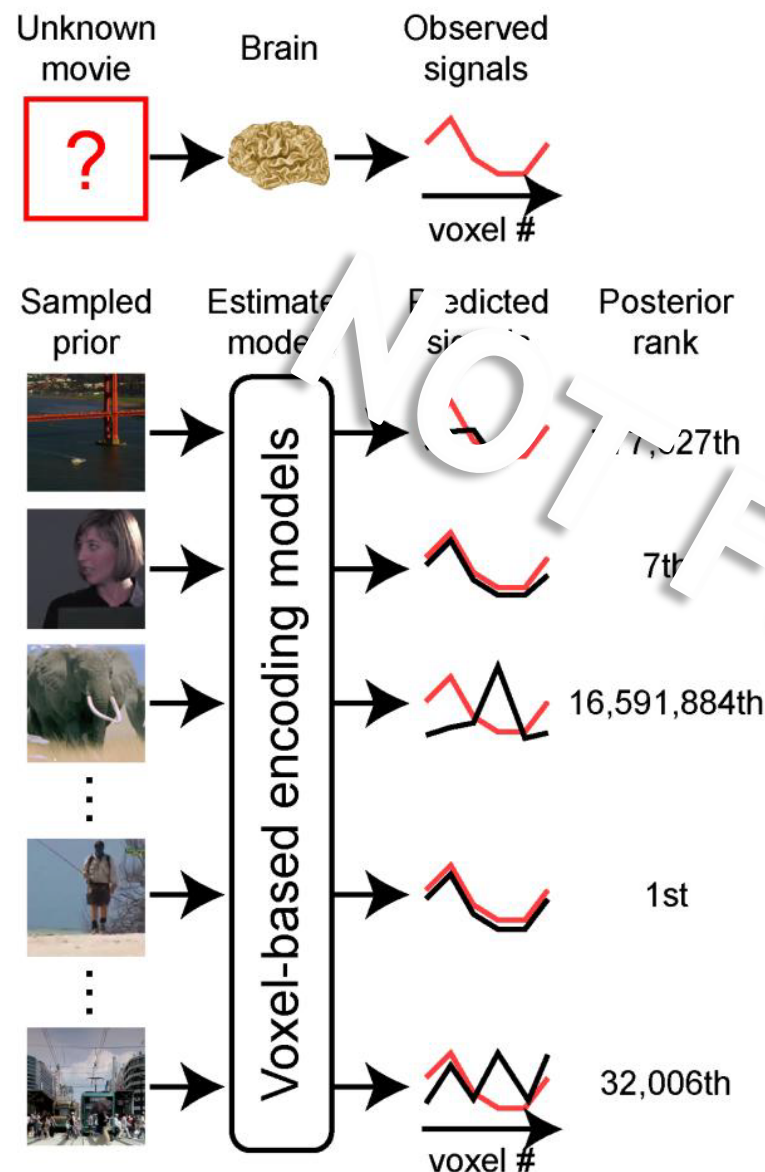 Unknown movie
Brain
Observed signals
?
voxel #
Sampled prior
Posterior rank
Voxel-based encoding models
7th
16,591,884th
1st
32,006th
voxel #
NOT